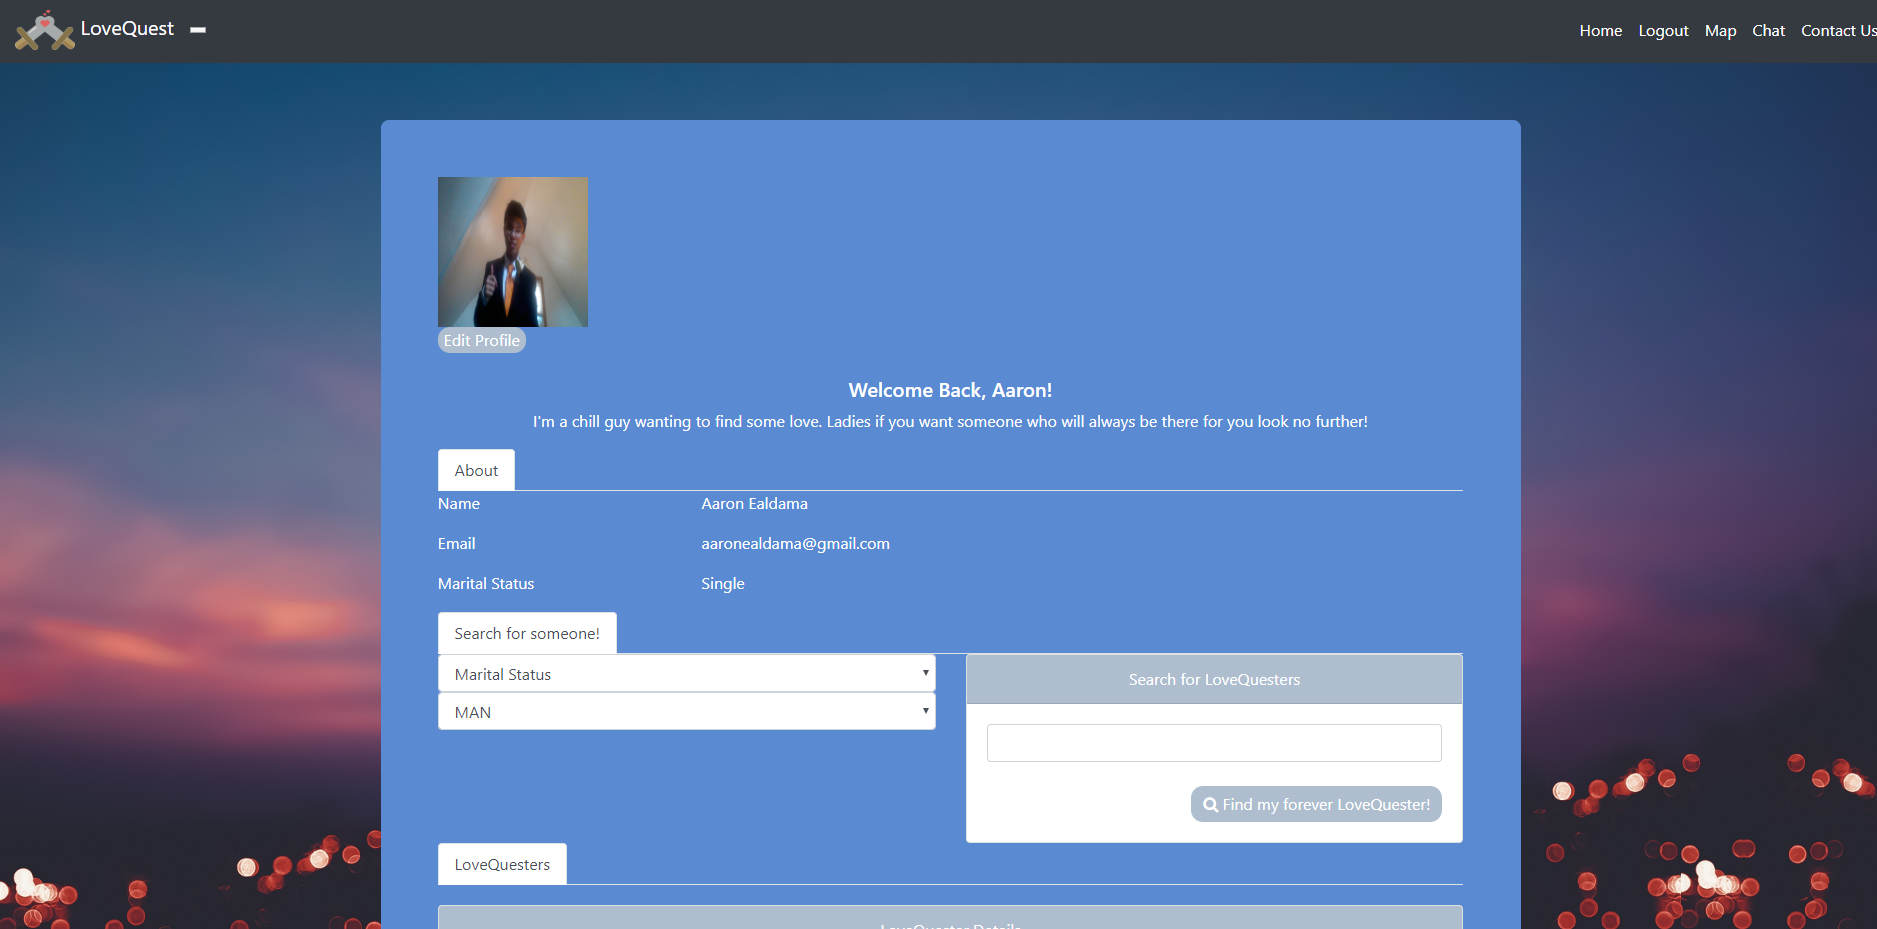 LoveQuest
Home Logout Map Chat Contact Us
Edit Profile
Welcome Back, Aaron!
I'm a chill guy wanting to find some love. Ladies if you want someone who will always be there for you look no further!
About
Name Aaron Ealdama
Email aaronealdama@gmail.com
Marital Status Single
Search for someone!
Marital Status
MAN
Search for LoveQuesters
Find my forever LoveQuester!
LoveQuesters
LoveQuester Details